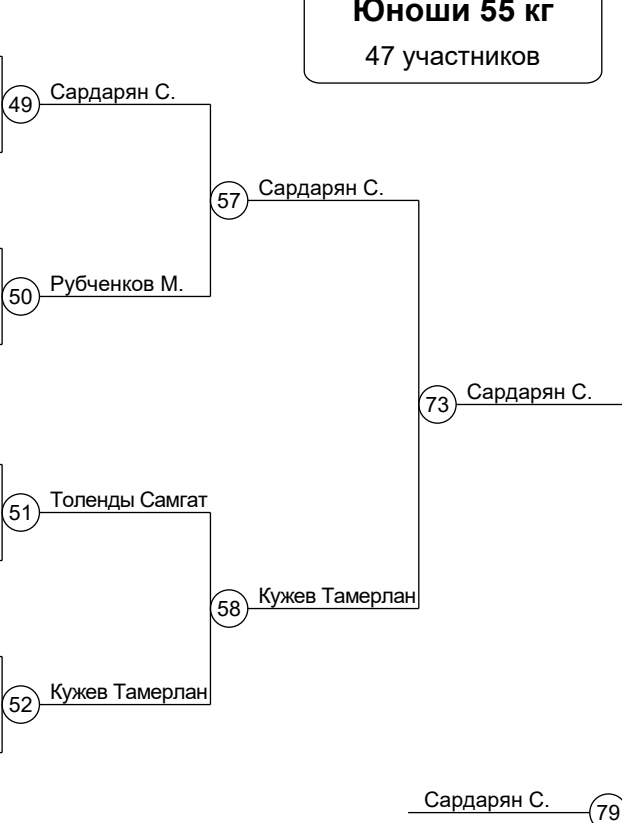 Юноши 55 кг
47 участников
49 Сардарян С.
57 Сардарян С.
50 Рубченков М.
73 Сардарян С.
51 Толенды Самгат
58 Кужев Тамерлан
52 Кужев Тамерлан
Сардарян С. 79